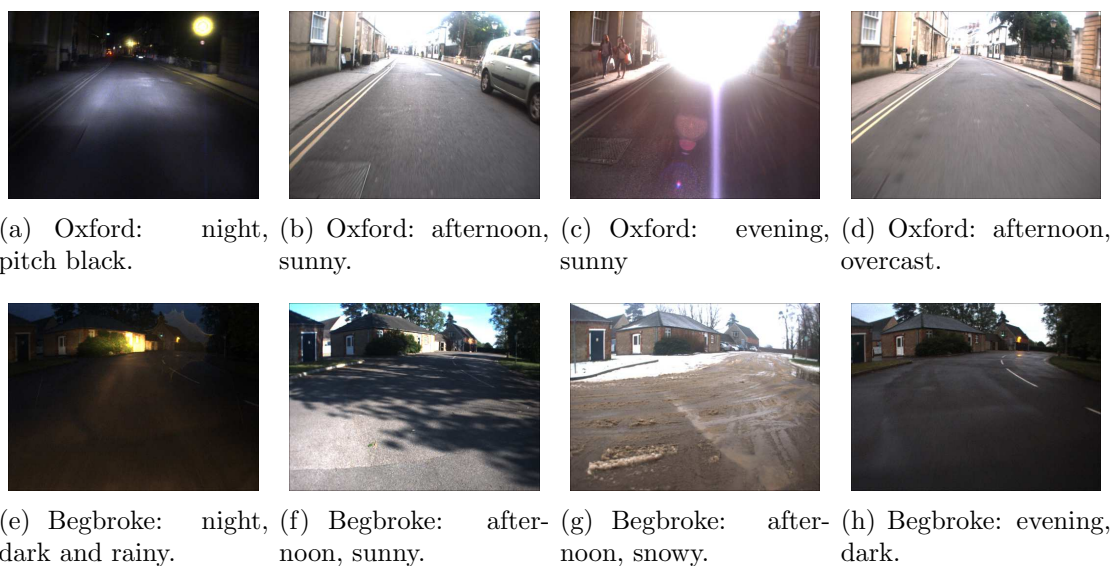 (a) Oxford: night, pitch black.
(b) Oxford: afternoon, sunny.
(c) Oxford: evening, sunny
(d) Oxford: afternoon, overcast.
(e) Begbroke: night, dark and rainy.
(f) Begbroke: after-
noon, sunny.
(g) Begbroke: after-
noon, snowy.
(h) Begbroke: evening, dark.